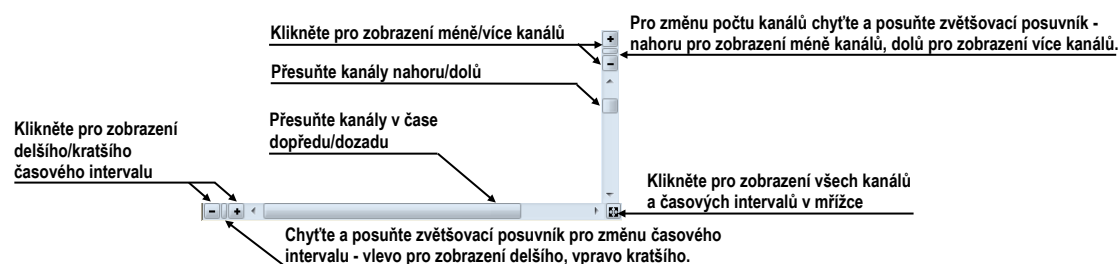 Klikněte pro zobrazení méně/více kanálů
Pro změnu počtu kanálů chyťte a posuňte zvětšovací posuvník -
nahoru pro zobrazení méně kanálů, dolů pro zobrazení více kanálů.
Přesuňte kanály nahoru/dolů
Klikněte pro zobrazení
delšího/kratšího
časového intervalu
Přesuňte kanály v čase
dopředu/dozadu
Klikněte pro zobrazení všech kanálů
a časových intervalů v mřížce
Chyťte a posuňte zvětšovací posuvník pro změnu časového
intervalu - vlevo pro zobrazení delšího, vpravo kratšího.